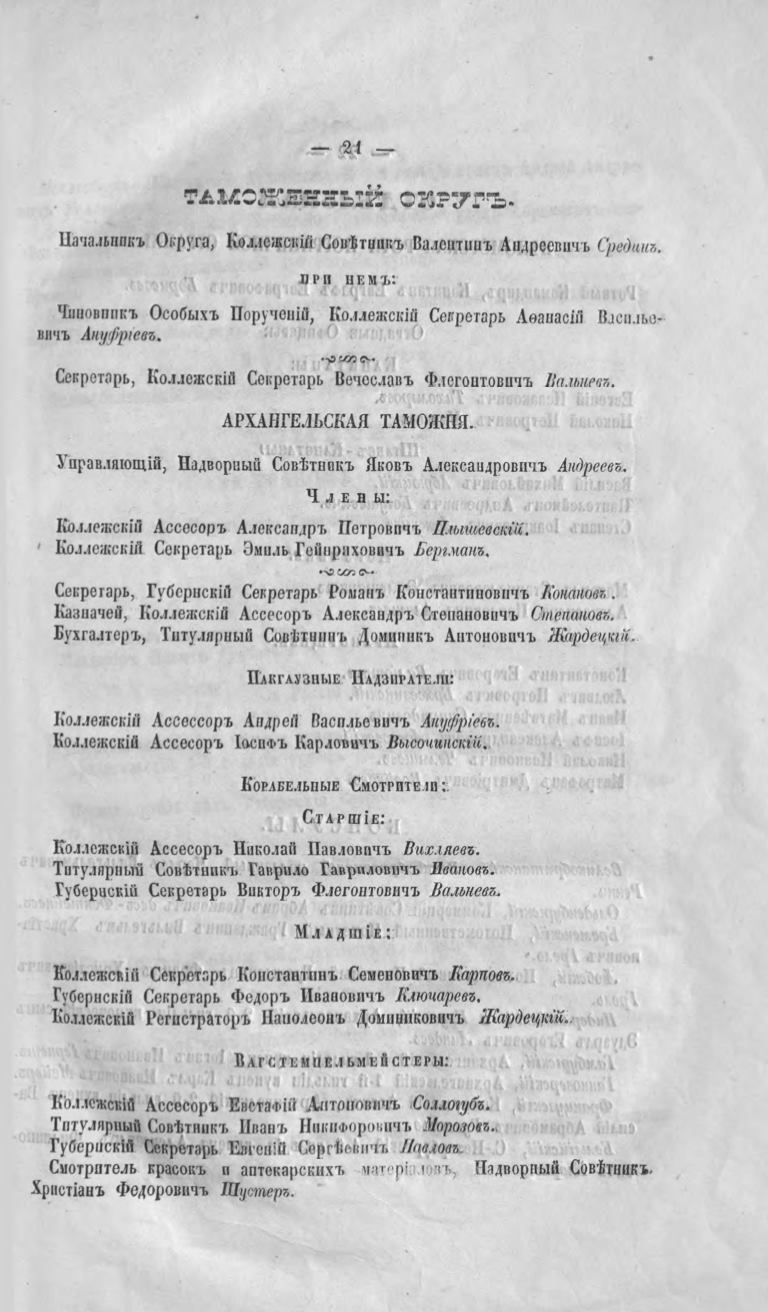 — 21 —
ТАМОЖЕННЫЙ ОКРУГЪ.
Начальникъ Округа, Коллежскій Совѣтникъ Валентинъ Андреевичъ Срединъ.
ПРИ НЕМЪ:
Чиновникъ Особыхъ Порученій, Коллежскій Секретарь Аѳанасій Василье-
вичъ Ануфріевъ.
Секретарь, Коллежскій Секретарь Вечеславъ Флегонтовичъ Вальневъ.
АРХАНГЕЛЬСКАЯ ТАМОЖНЯ.
Управляющій, Надворный Совѣтникъ Яковъ Александровичъ Андреевъ.
Члены:
Коллежскій Ассесоръ Александръ Петровичъ Плышевскій.
Коллежскій Секретарь Эмиль Гейнриховичъ Бергманъ.
Секретарь, Губернскій Секретарь Романъ Константиновичъ Конановъ.
Казначей, Коллежскій Ассесоръ Александръ Степановичъ Степановъ.
Бухгалтеръ, Титулярный Совѣтникъ Доминикъ Антоновичъ Жардецкій.
Пакгаузные Надзиратели:
Коллежскій Ассессоръ Андрей Васильевичъ Ануфріевъ.
Коллежскій Ассесоръ Іосифъ Карловичъ Высочинскій.
Корабельные Смотрители:
Старшіе:
Коллежскій Ассесоръ Николай Павловичъ Вихляевъ.
Титулярный Совѣтникъ Гаврило Гавриловичъ Ивановъ.
Губернскій Секретарь Викторъ Флегонтовичъ Вальневъ.
Младшіе:
Коллежскій Секретарь Константинъ Семеновичъ Карповъ.
Губернскій Секретарь Федоръ Ивановичъ Ключаревъ.
Коллежскій Регистраторъ Наполеонъ Доминиковичъ Жардецкій.
Вагстемпельмейстеры:
Коллежскій Ассесоръ Евстафій Антоновичъ Соллогубъ.
Титулярный Совѣтникъ Иванъ Никифоровичъ Морозовъ.
Губернскій Секретарь Евгеній Сергѣевичъ Павловъ.
Смотритель красокъ и аптекарскихъ матеріаловъ, Надворный Совѣтникъ
Христіанъ Федоровичъ Шустеръ.